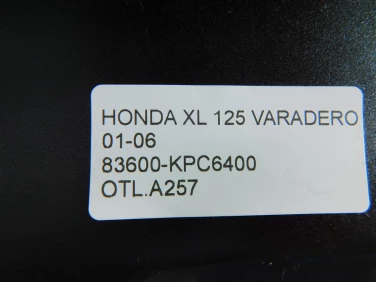 HONDA XL 125 VARADERO
01-06
83600-KPC6400
OTL.A257